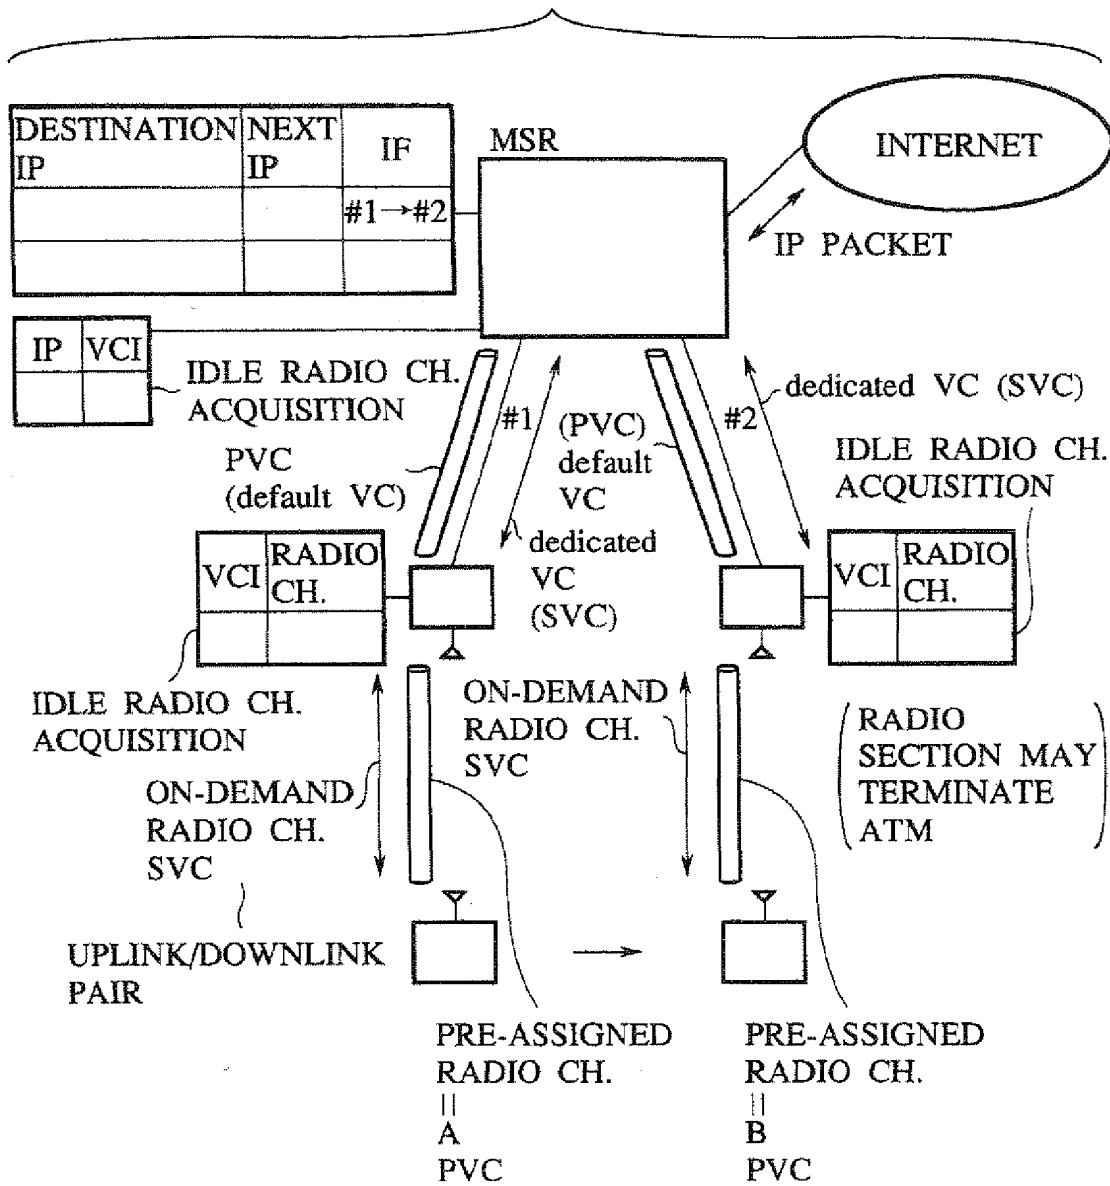 DESTINATION IP
NEXT IP
IF
#1→#2
MSR
INTERNET
IP PACKET
IP
VCI
IDLE RADIO CH.
ACQUISITION
PVC
(default VC)
#1
(PVC)
default
VC
#2
dedicated VC (SVC)
IDLE RADIO CH.
ACQUISITION
dedicated
VC
(SVC)
VCI
RADIO
CH.
VCI
RADIO
CH.
IDLE RADIO CH.
ACQUISITION
ON-DEMAND
RADIO CH.
SVC
ON-DEMAND
RADIO CH.
SVC
RADIO
SECTION MAY
TERMINATE
ATM
UPLINK/DOWNLINK
PAIR
PRE-ASSIGNED
RADIO CH.
||
A
PVC
PRE-ASSIGNED
RADIO CH.
||
B
PVC